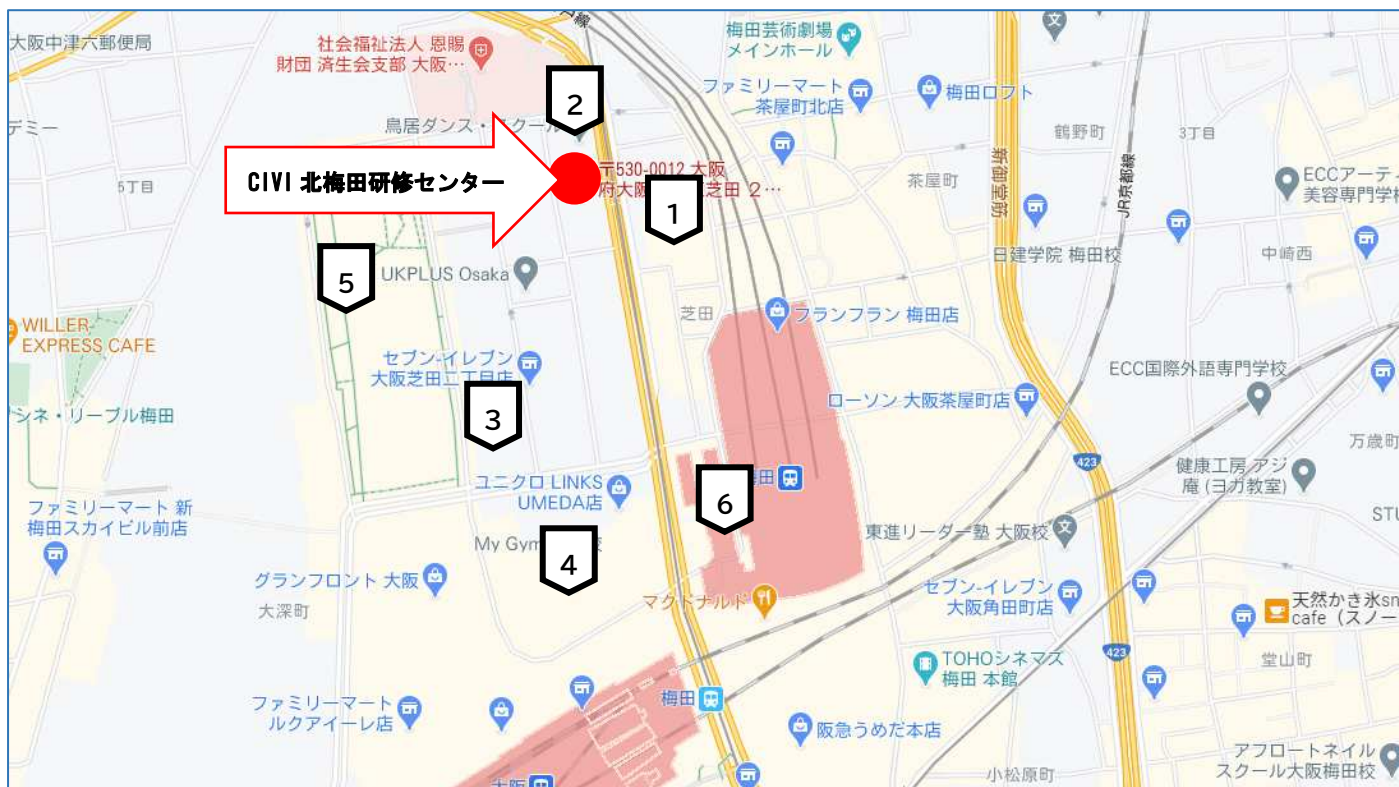 大阪中津六郵便局
社会福祉法人 恩賜
財団 済生会支部 大阪…
梅田芸術劇場
メインホール
ファミリーマート
茶屋町北店
梅田ロフト
鶴野町
3丁目
デミー
鳥居ダンス・スクール
2
CIVI 北梅田研修センター
〒530-0012 大阪
芝田 2…
1
5丁目
茶屋町
新御堂筋
JR京都線
ECCアーティ
美容専門学校
日建学院 梅田校
中崎西
5
UKPLUS Osaka
芝田
フランフラン 梅田店
WILLER
EXPRESS CAFE
セブン-イレブン
大阪芝田二丁目店
ECC国際外語専門学校
シネ・リーブル梅田
3
ローソン 大阪茶屋町店
万歳町
423
健康工房 アジ
庵 (ヨガ教室)
ユニクロ LINKS
UMEDA店
6
田
ファミリーマート 新
梅田スカイビル前店
STU
My Gym
校
4
東進リーダー塾 大阪校
グランフロント 大阪
大深町
マクドナルド
セブン-イレブン
大阪角田町店
天然かき氷sn
cafe (スノー
423
堂山町
TOHOシネマズ
梅田 本館
ファミリーマート
ルクアイーレ店
梅田
阪急うめだ本店
アフロートネイル
スクール大阪梅田校
小松原町
大阪